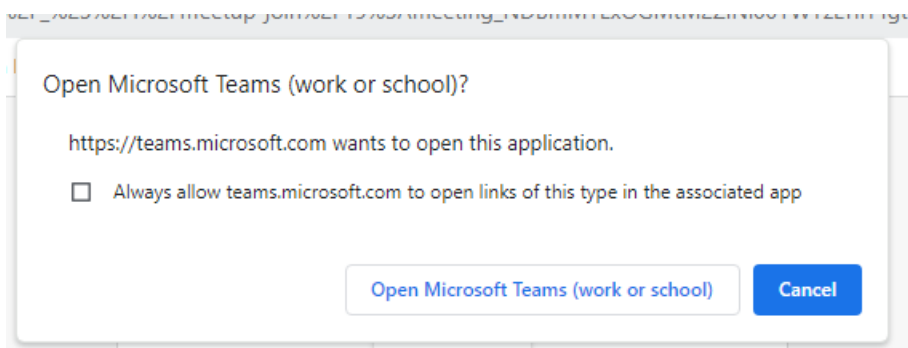 Open Microsoft Teams (work or school)?
https://teams.microsoft.com wants to open this application.
Always allow teams.microsoft.com to open links of this type in the associated app
Open Microsoft Teams (work or school)
Cancel